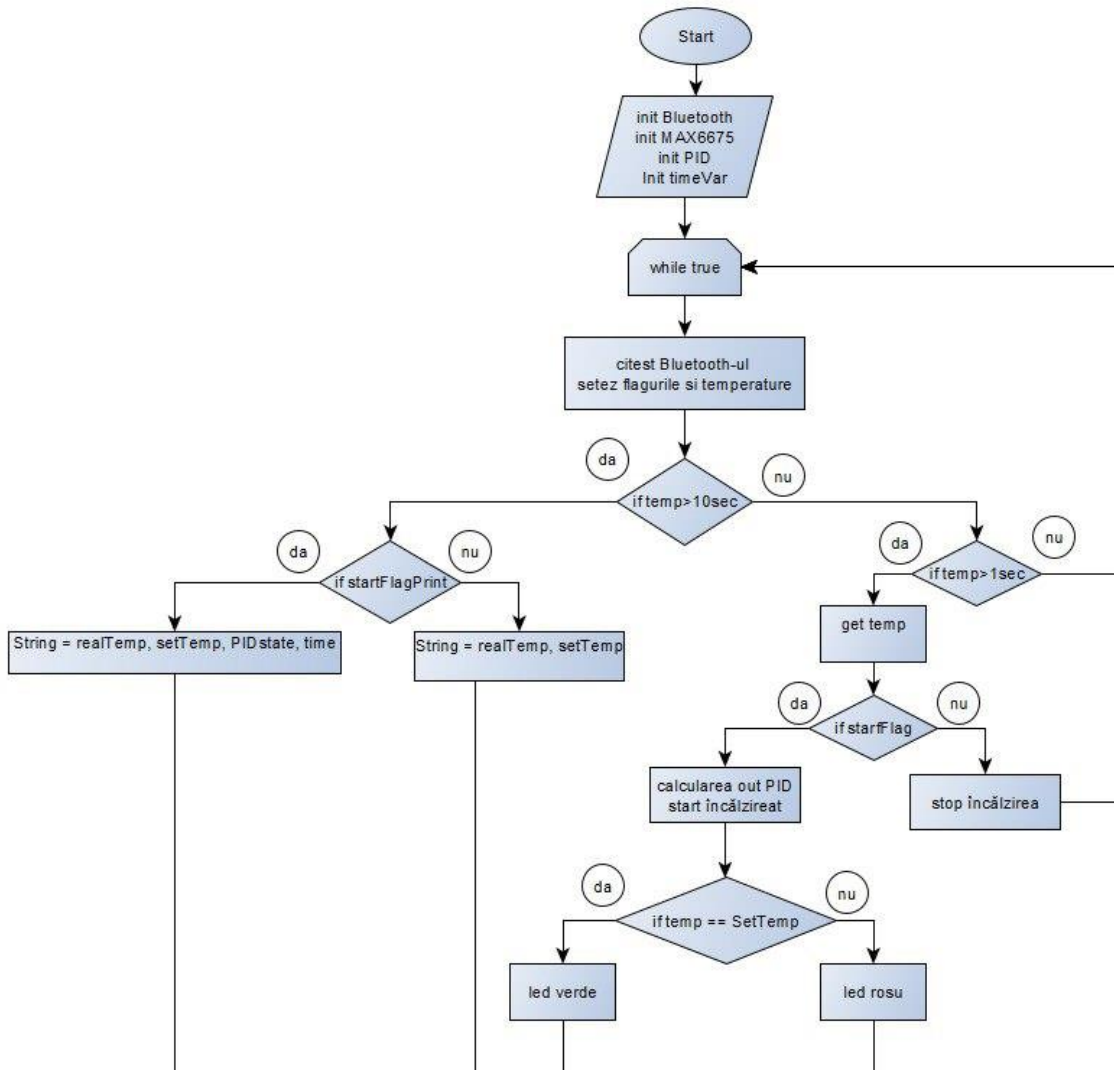 Start
init Bluetooth
init MAX6675
init PID
Init timeVar
while true
citest Bluetooth-ul
setez flagurile si temperature
da
nu
if temp>10sec
da
nu
if startFlagPrint
da
nu
if temp>1sec
String = realTemp, setTemp, PIDstate, time
String = realTemp, setTemp
get temp
da
nu
if starfFlag
calcularea out PID
start încălzireat
stop încălzirea
da
nu
if temp == SetTemp
led verde
led rosu